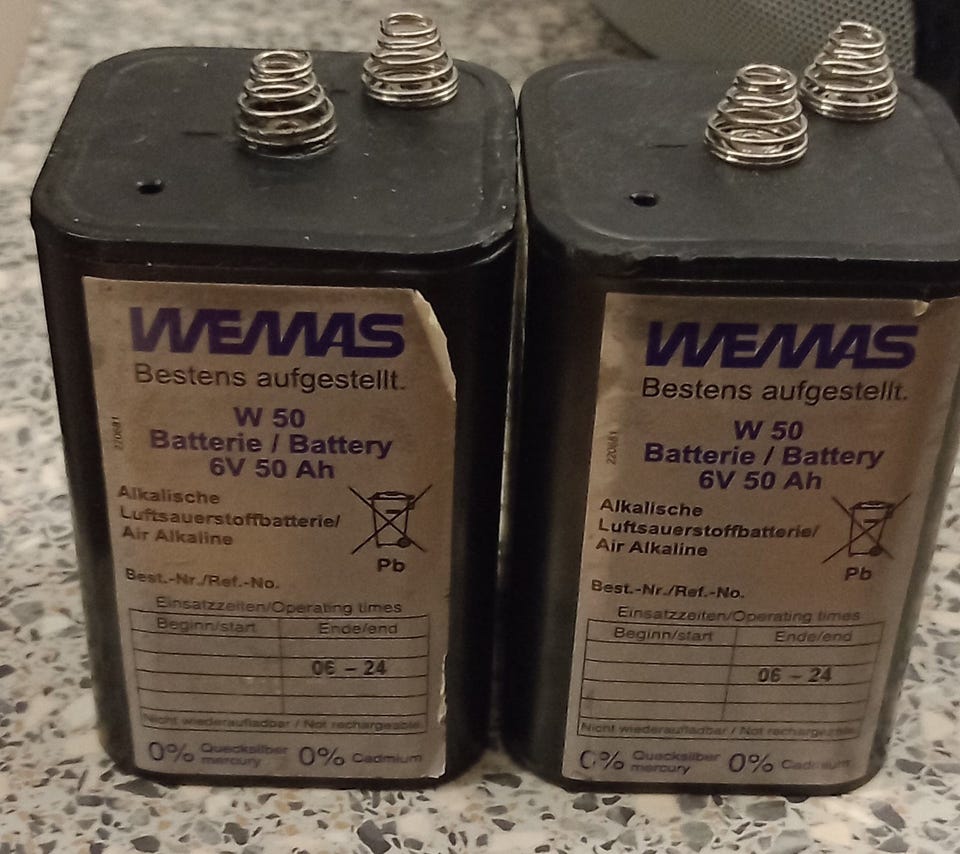 WEMAS
Bestens aufgestellt.
W 50
Batterie / Battery
6V 50 Ah
220681
Alkalische
Luftsauerstoffbatterie/
Air Alkaline
Pb
Best.-Nr./Ref.-No.
Einsatzzeiten/Operating times
Beginn/start Ende/end
06 – 24
Nicht wiederaufladbar / Not rechargeable
0% Quecksilber mercury 0% Cadmium
WEMAS
Bestens aufgestellt.
W 50
Batterie / Battery
6V 50 Ah
220681
Alkalische
Luftsauerstoffbatterie/
Air Alkaline
Pb
Best.-Nr./Ref.-No.
Einsatzzeiten/Operating times
Beginn/start Ende/end
06 – 24
Nicht wiederaufladbar / Not rechargeable
0% Quecksilber mercury 0% Cadmium